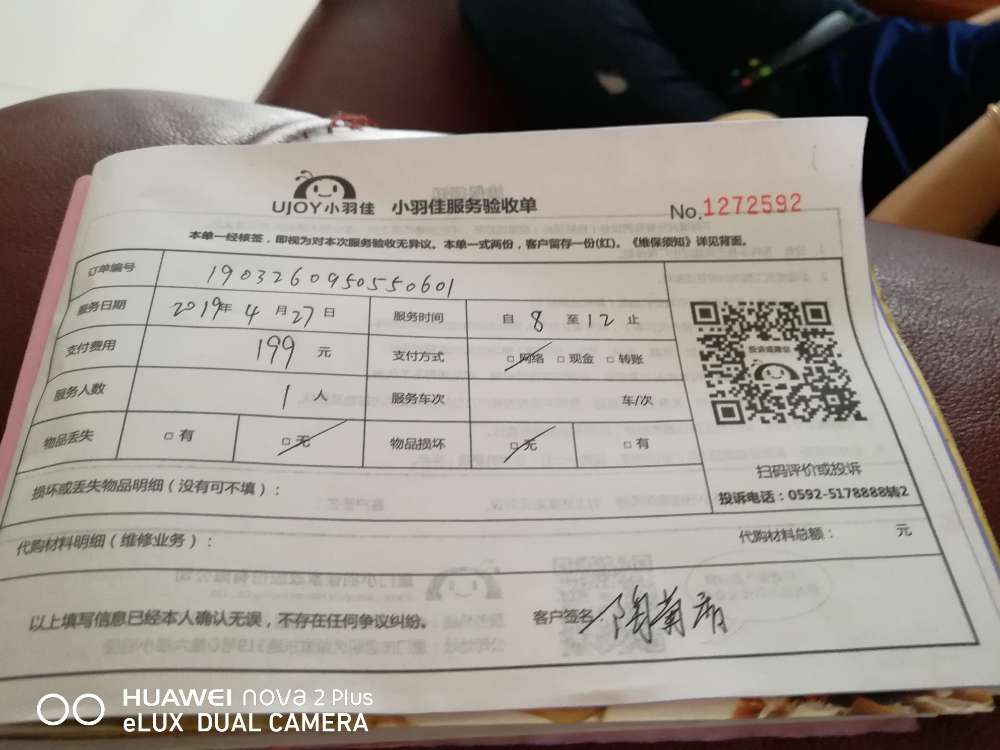 UJOY小羽佳 小羽佳服务验收单 No.1272592
本单一经核签，即视为对本次服务验收无异议。本单一式两份，客户留存一份(红)。《维保须知》详见背面。
订单编号 1903260950550601
服务日期 2019年 4 月 27 日 服务时间 自 8 至 12 止
支付费用 199 元 支付方式 □网络 □现金 □转账
服务人数 1 人 服务车次 车/次
物品丢失 □有 □无 物品损坏 □无 □有
扫码评价或投诉
投诉电话：0592-5178888转2
损坏或丢失物品明细（没有可不填）：
代购材料明细（维修业务）： 代购材料总额： 元
以上填写信息已经本人确认无误，不存在任何争议纠纷。 客户签名
HUAWEI nova 2 Plus
eLUX DUAL CAMERA